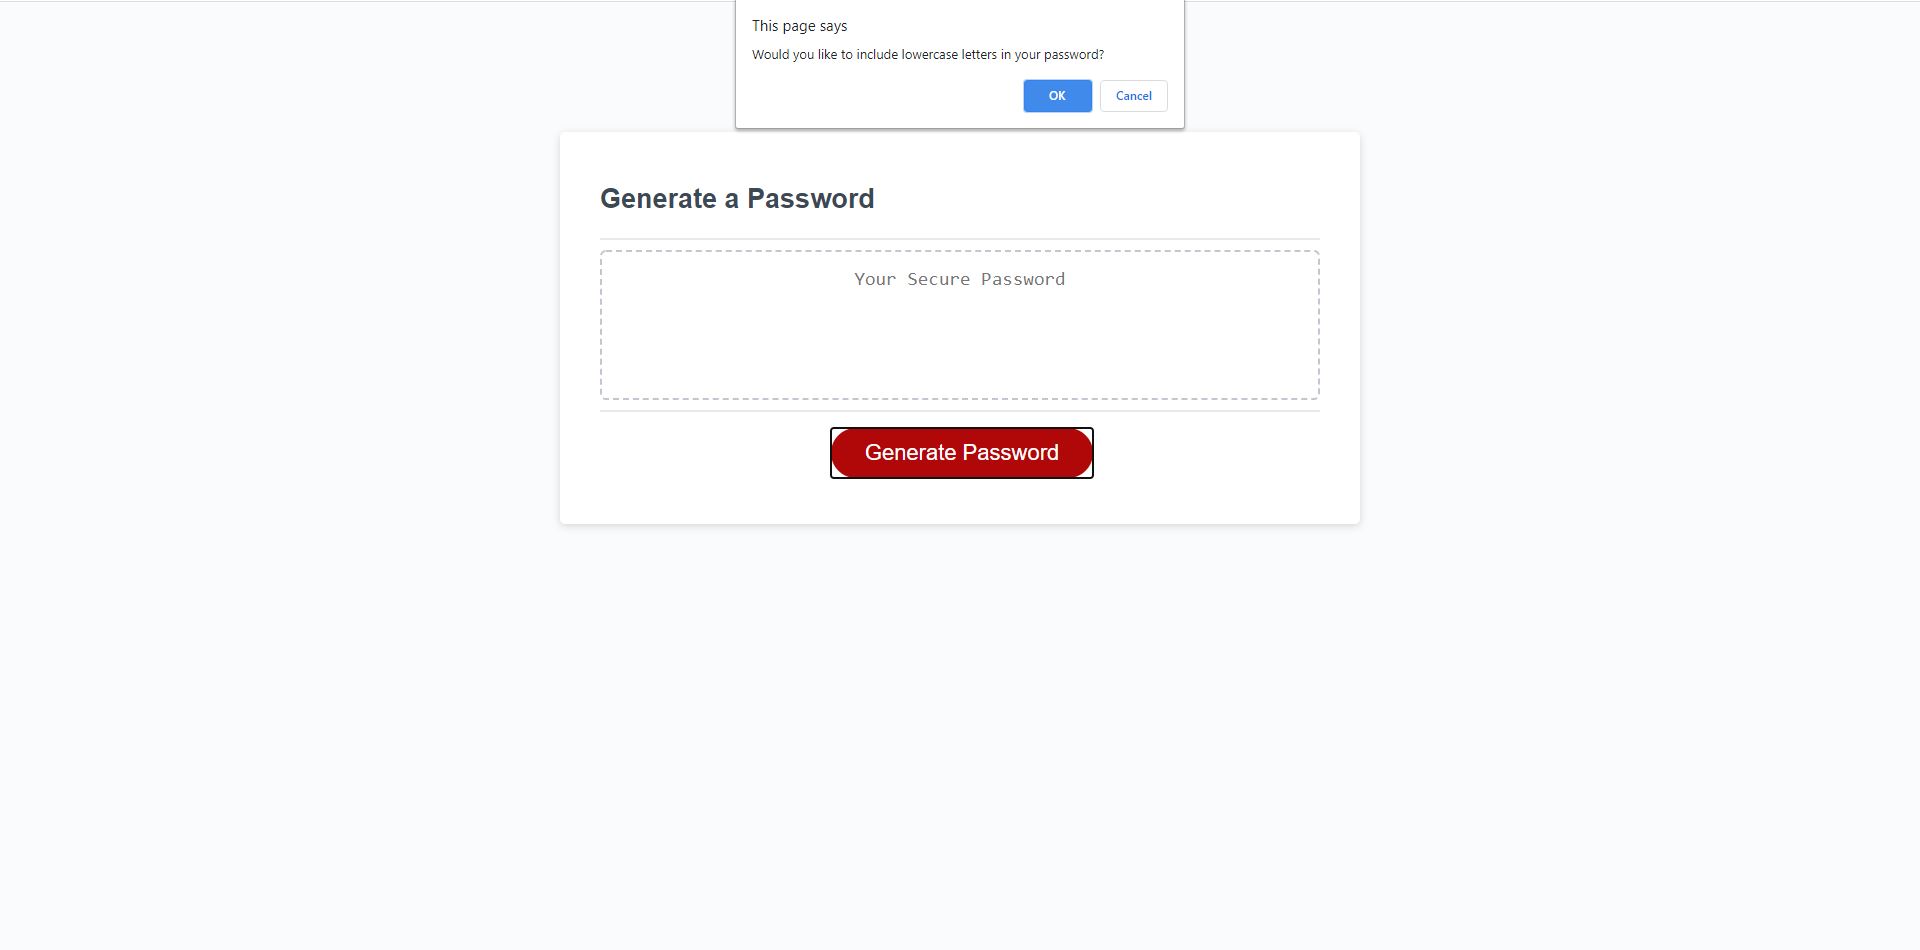 This page says
Would you like to include lowercase letters in your password?
OK
Cancel
Generate a Password
Your Secure Password
Generate Password